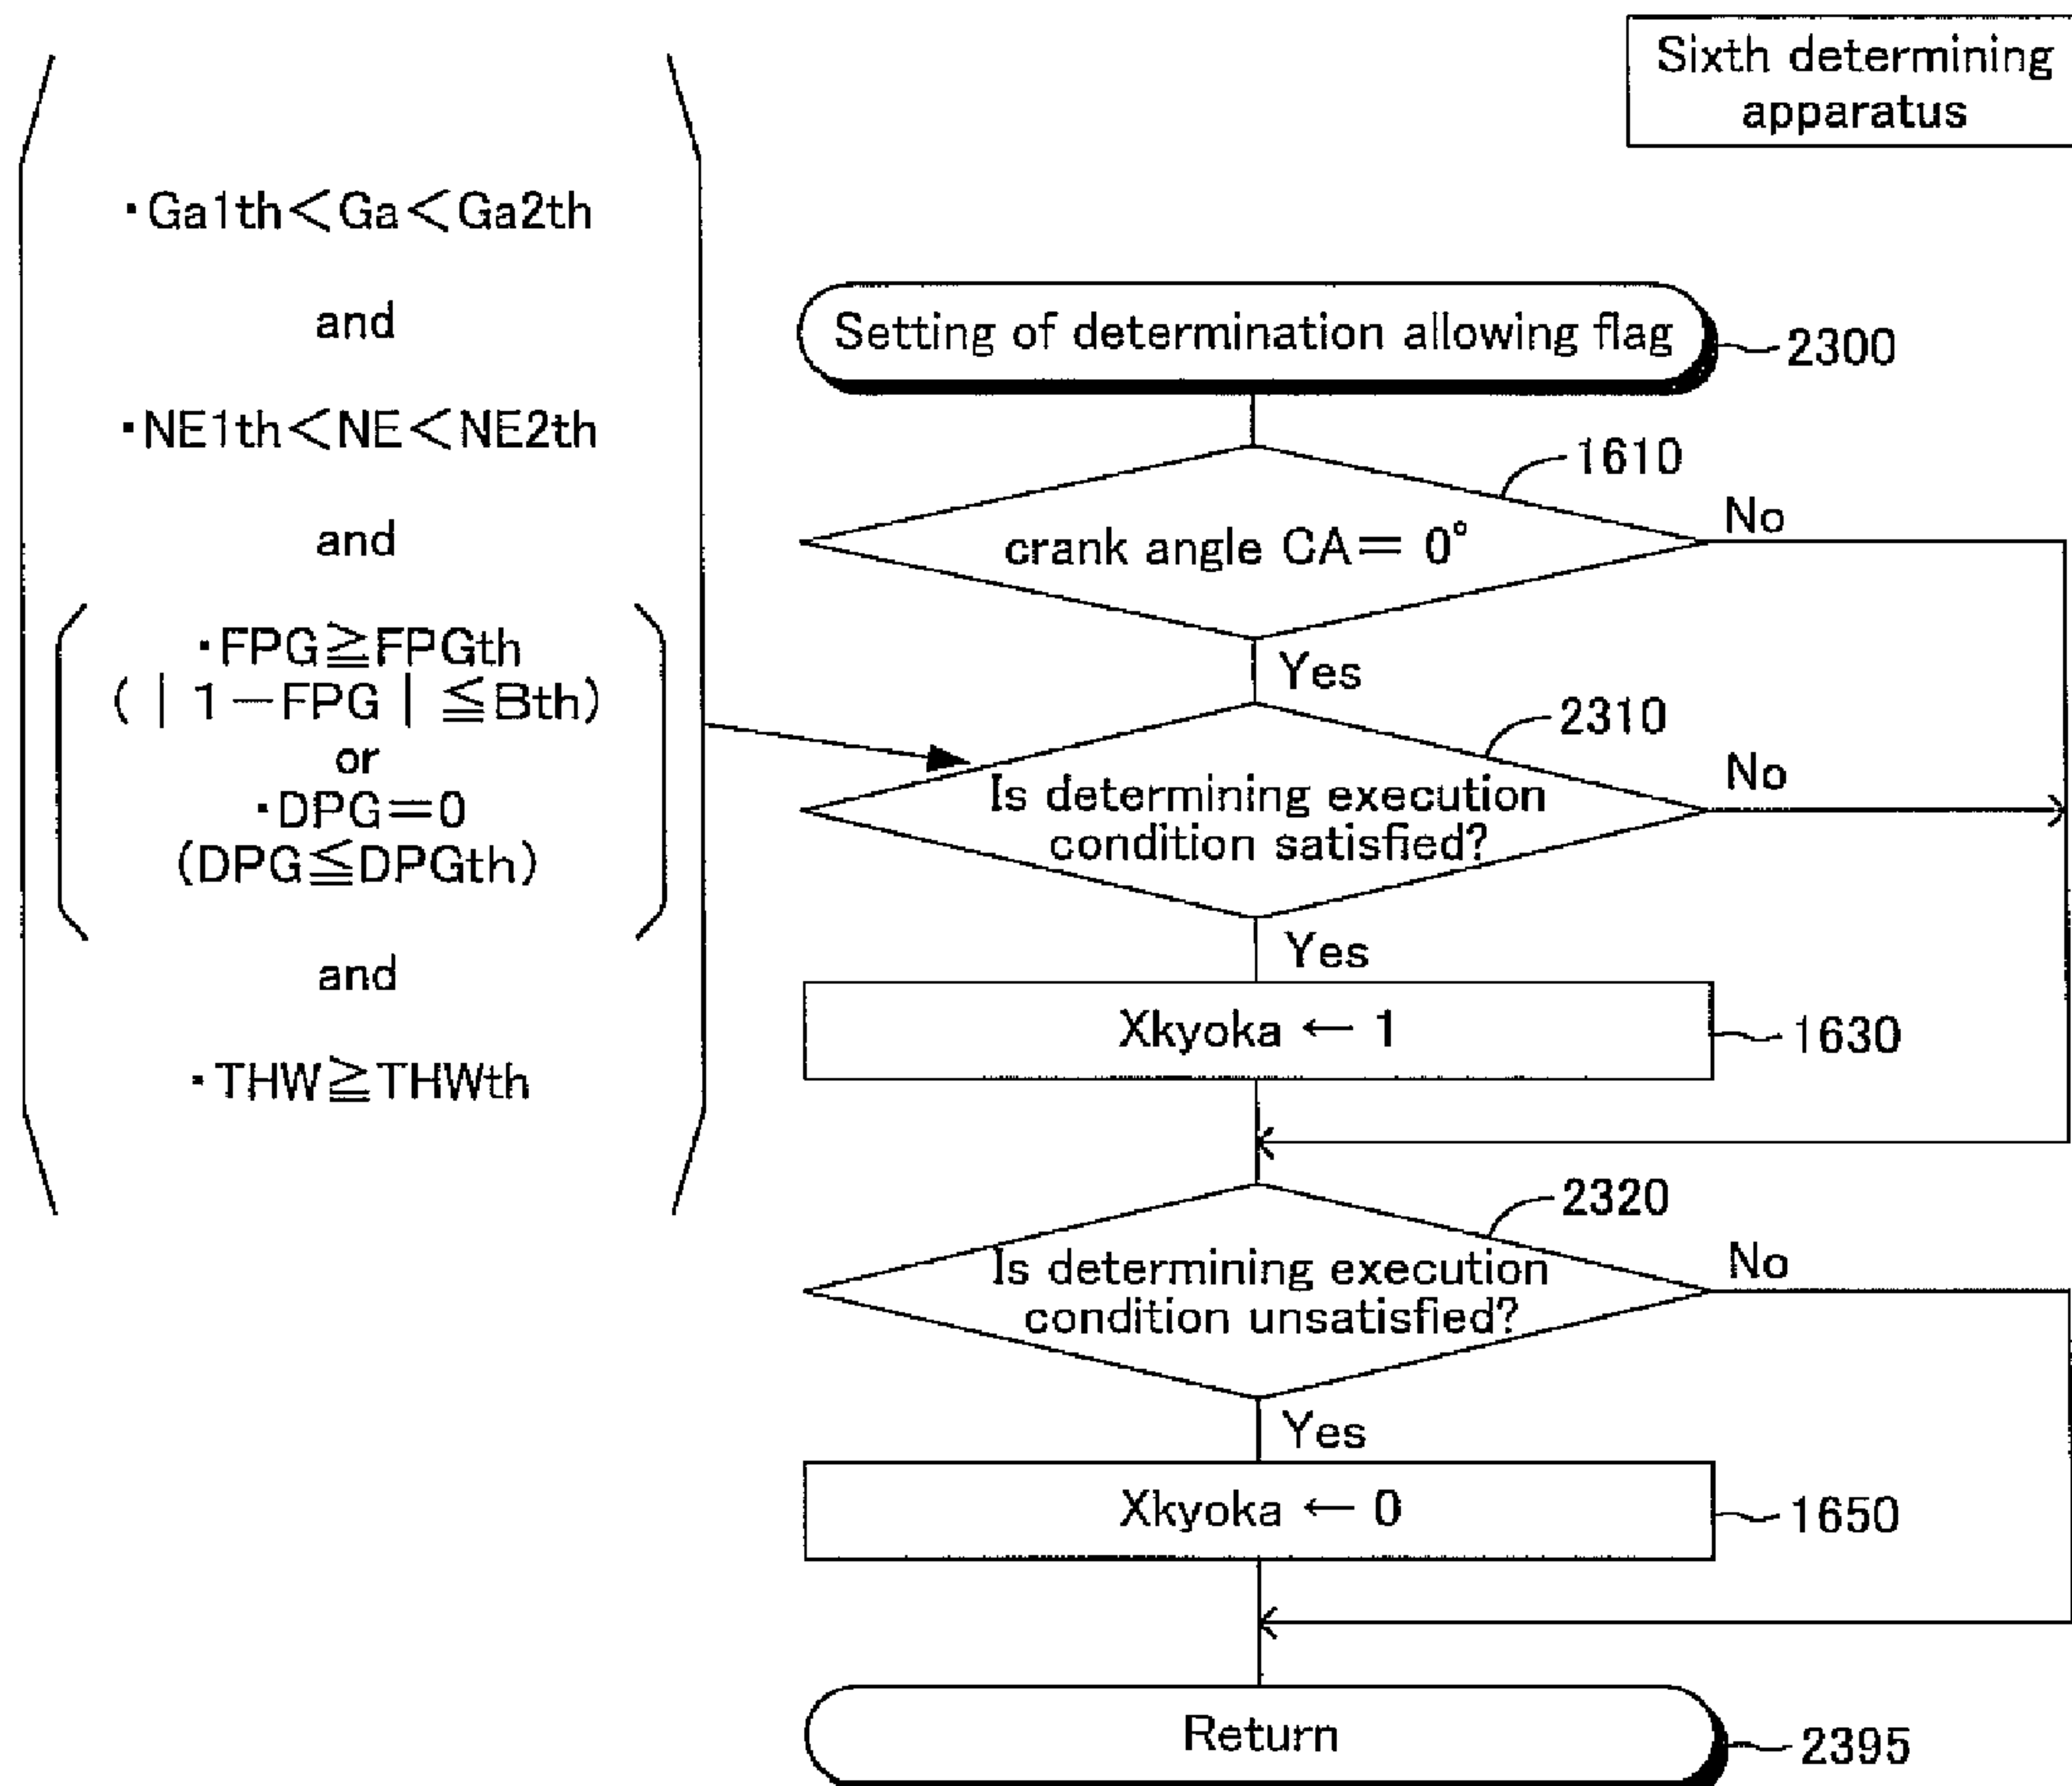 Sixth determining
apparatus
・Ga1th<Ga<Ga2th
and
・NE1th<NE<NE2th
and
・FPG≧FPGth
(|1-FPG|≦Bth)
or
・DPG=0
(DPG≦DPGth)
and
・THW≧THWth
Setting of determination allowing flag
2300
1610
crank angle CA= 0°
No
Yes
2310
Is determining execution
condition satisfied?
No
Yes
Xkyoka ← 1
1630
2320
Is determining execution
condition unsatisfied?
No
Yes
Xkyoka ← 0
1650
Return
2395